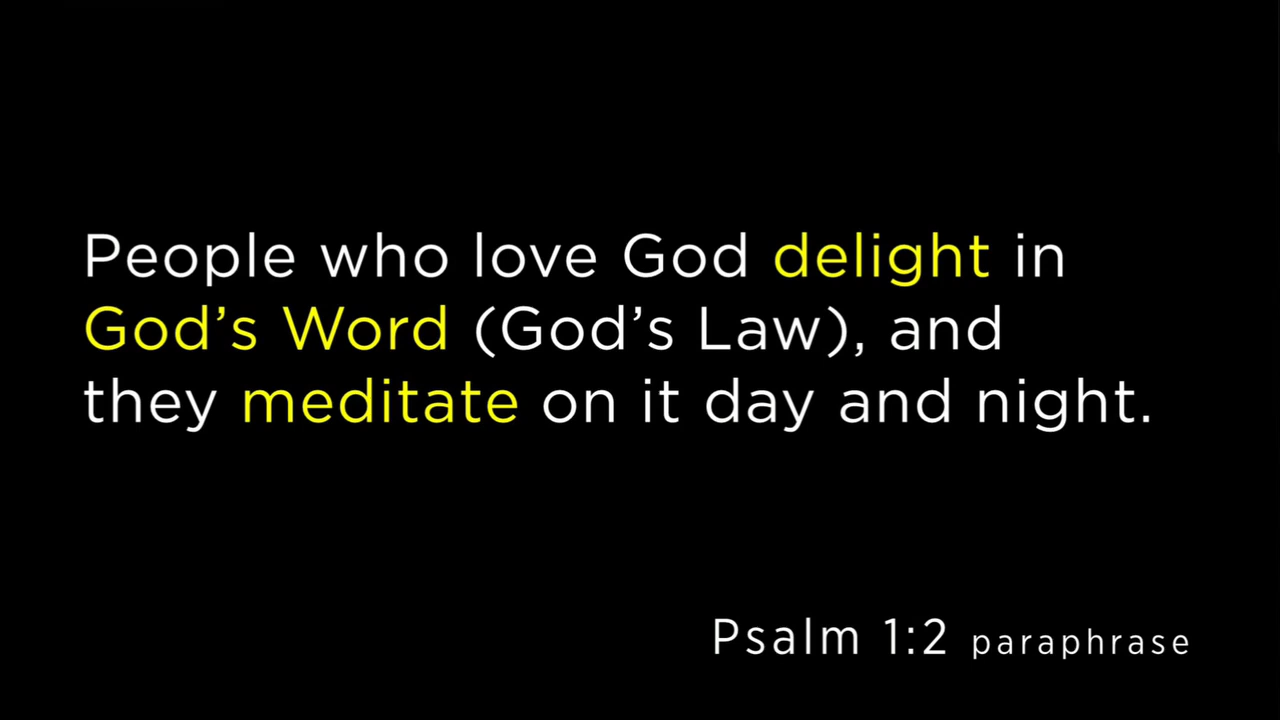 People who love God delight in
God’s Word (God’s Law), and
they meditate on it day and night.
Psalm 1:2 paraphrase